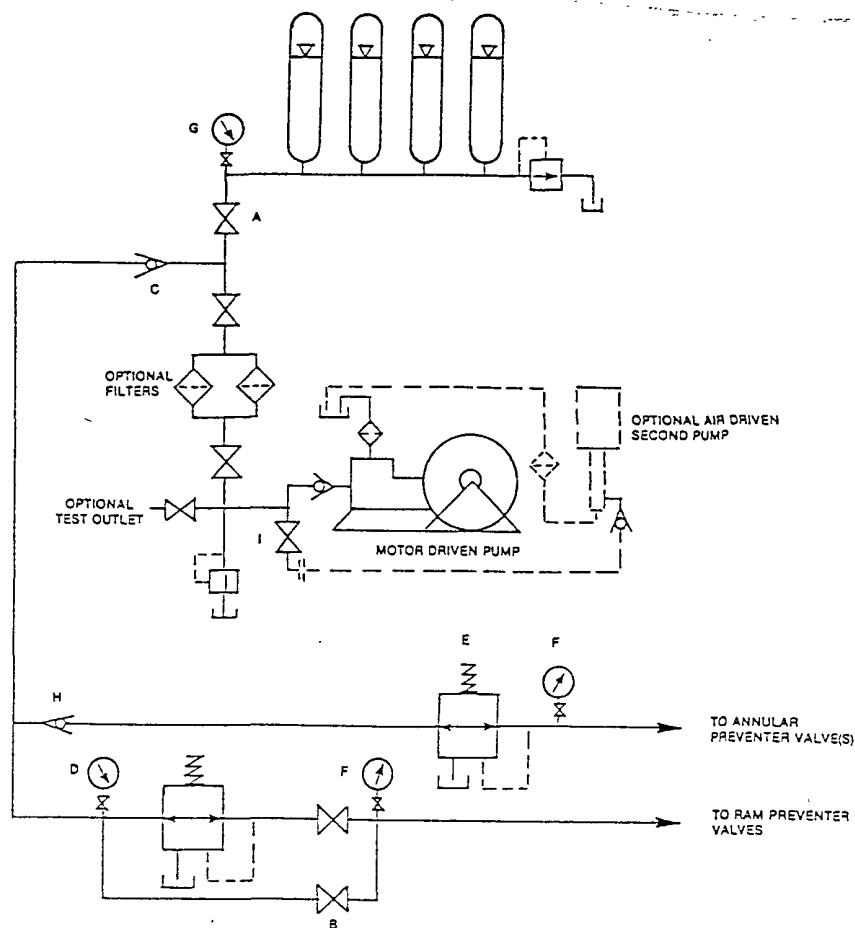 G
A
C
OPTIONAL
FILTERS
OPTIONAL AIR DRIVEN
SECOND PUMP
OPTIONAL
TEST OUTLET
I
MOTOR DRIVEN PUMP
E
F
H
TO ANNULAR
PREVENTER VALVE(S)
D
F
TO RAM PREVENTER
VALVES
B